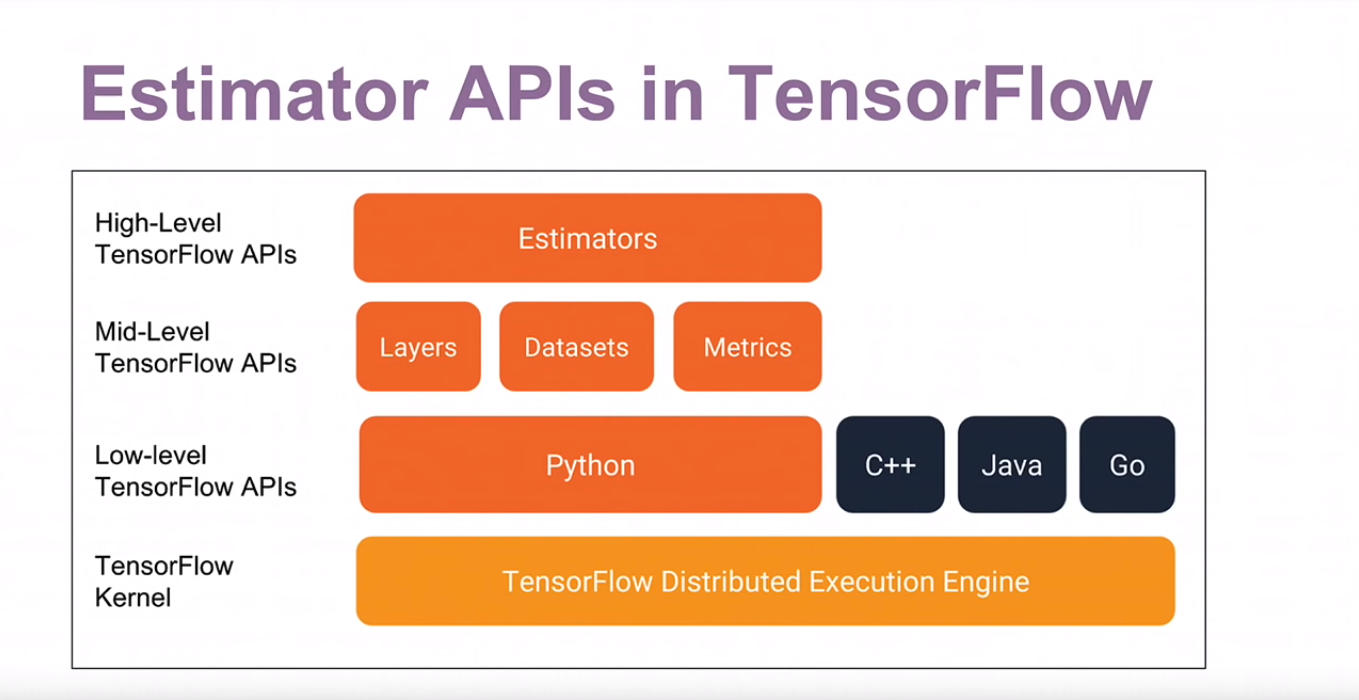 Estimator APIs in TensorFlow
High-Level
TensorFlow APIs
Estimators
Mid-Level
TensorFlow APIs
Layers
Datasets
Metrics
Low-level
TensorFlow APIs
Python
C++
Java
Go
TensorFlow
Kernel
TensorFlow Distributed Execution Engine